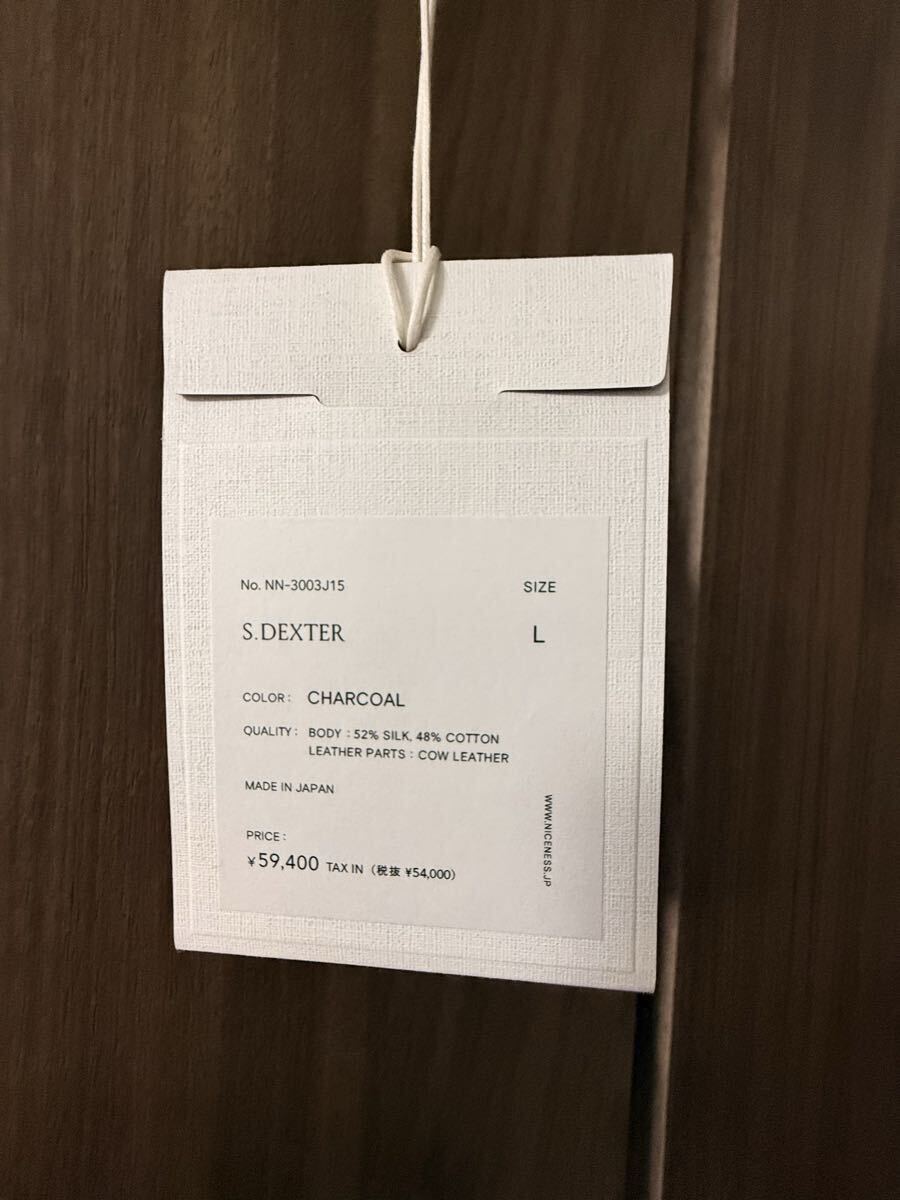 No. NN-3003J15
SIZE
S.DEXTER
L
COLOR : CHARCOAL
QUALITY : BODY : 52% SILK, 48% COTTON
LEATHER PARTS : COW LEATHER
MADE IN JAPAN
PRICE :
¥59,400 TAX IN（税抜 ¥54,000）
WWW.NICENESS.JP